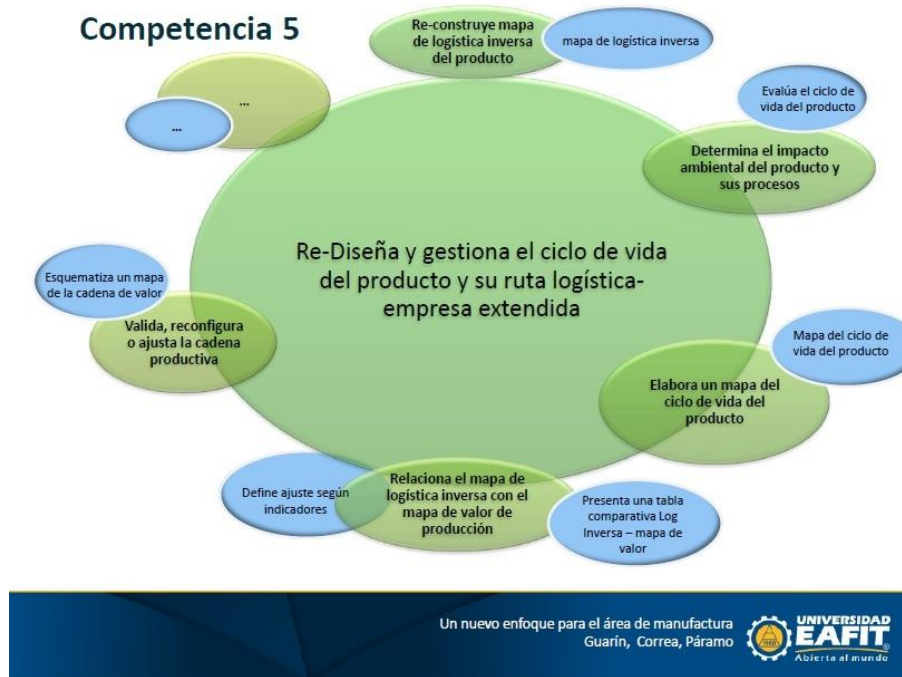 Competencia 5
Re-construye mapa
de logística inversa
del producto
mapa de logística inversa
Evalúa el ciclo de
vida del producto
Determina el impacto
ambiental del producto y
sus procesos
Mapa del ciclo de
vida del producto
Elabora un mapa del
ciclo de vida del
producto
Presenta una tabla
comparativa Log
Inversa – mapa de
valor
Relaciona el mapa de
logística inversa con el
mapa de valor de
producción
Define ajuste según
indicadores
Valida, reconfigura
o ajusta la cadena
productiva
Esquematiza un mapa
de la cadena de valor
...
...
Re-Diseña y gestiona el ciclo de vida
del producto y su ruta logística-
empresa extendida
Un nuevo enfoque para el área de manufactura
Guarín, Correa, Páramo
UNIVERSIDAD
EAFIT®
Abierta al mundo